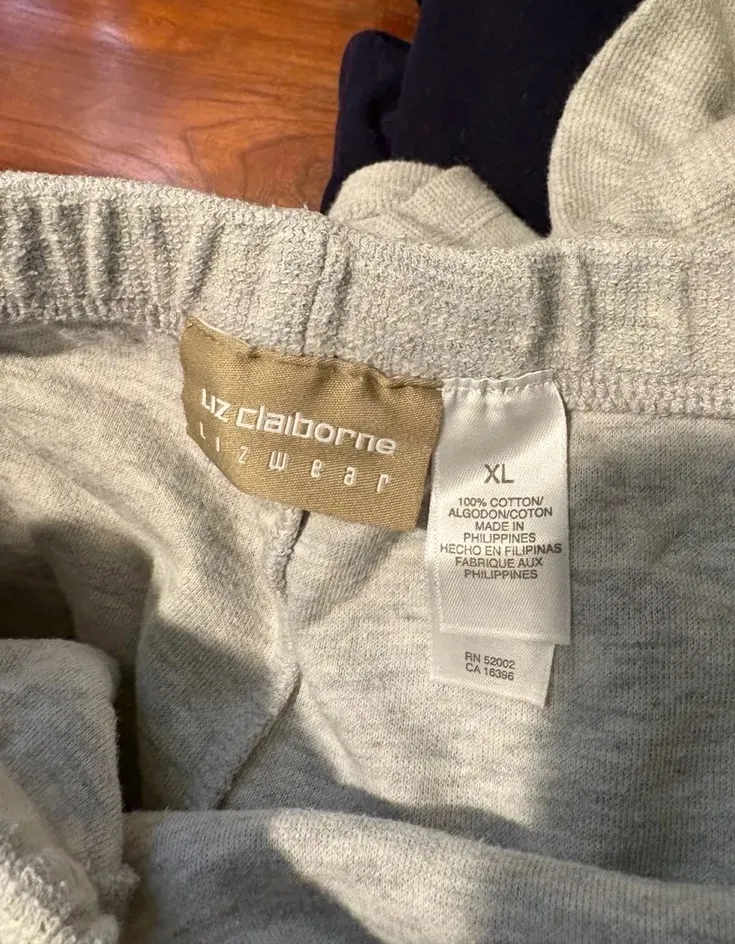 liz claiborne
LIZwear
XL
100% COTTON/
ALGODON/COTON
MADE IN
PHILIPPINES
HECHO EN FILIPINAS
FABRIQUE AUX
PHILIPPINES
RN 52002
CA 16396